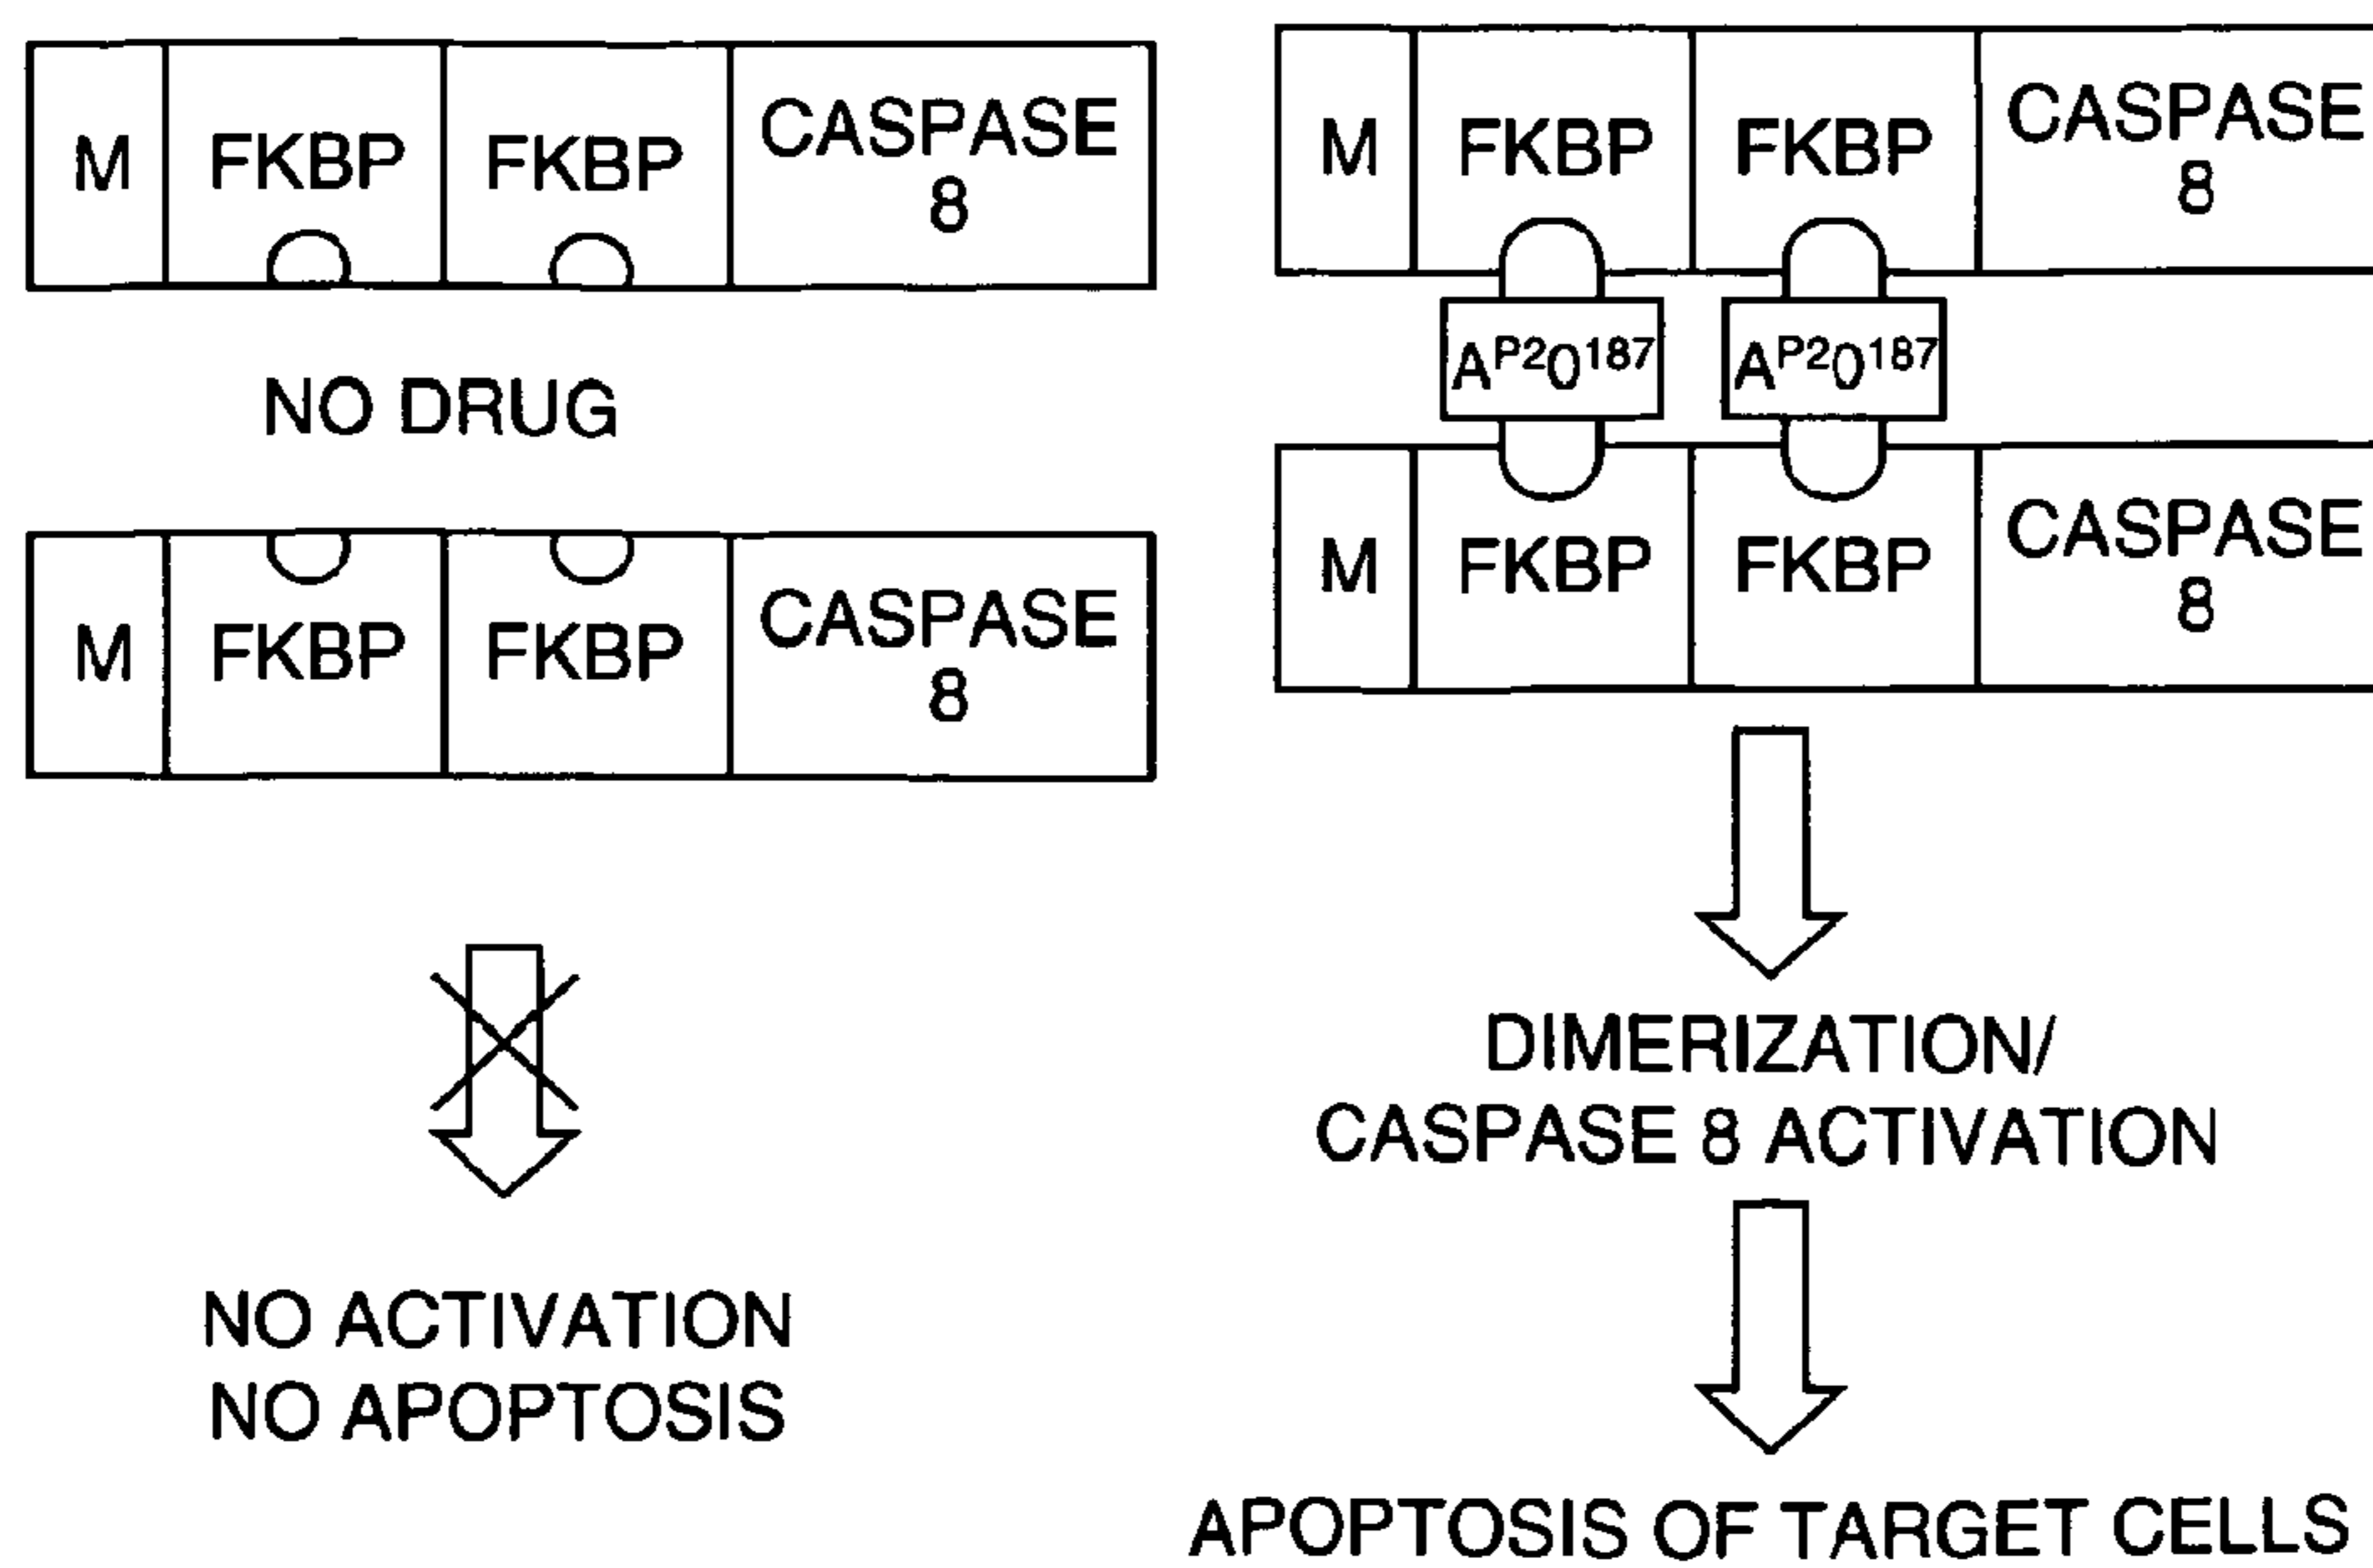 M FKBP FKBP CASPASE 8
NO DRUG
M FKBP FKBP CASPASE 8
NO ACTIVATION
NO APOPTOSIS
M FKBP FKBP CASPASE 8
AP20187 AP20187
M FKBP FKBP CASPASE 8
DIMERIZATION/
CASPASE 8 ACTIVATION
APOPTOSIS OF TARGET CELLS